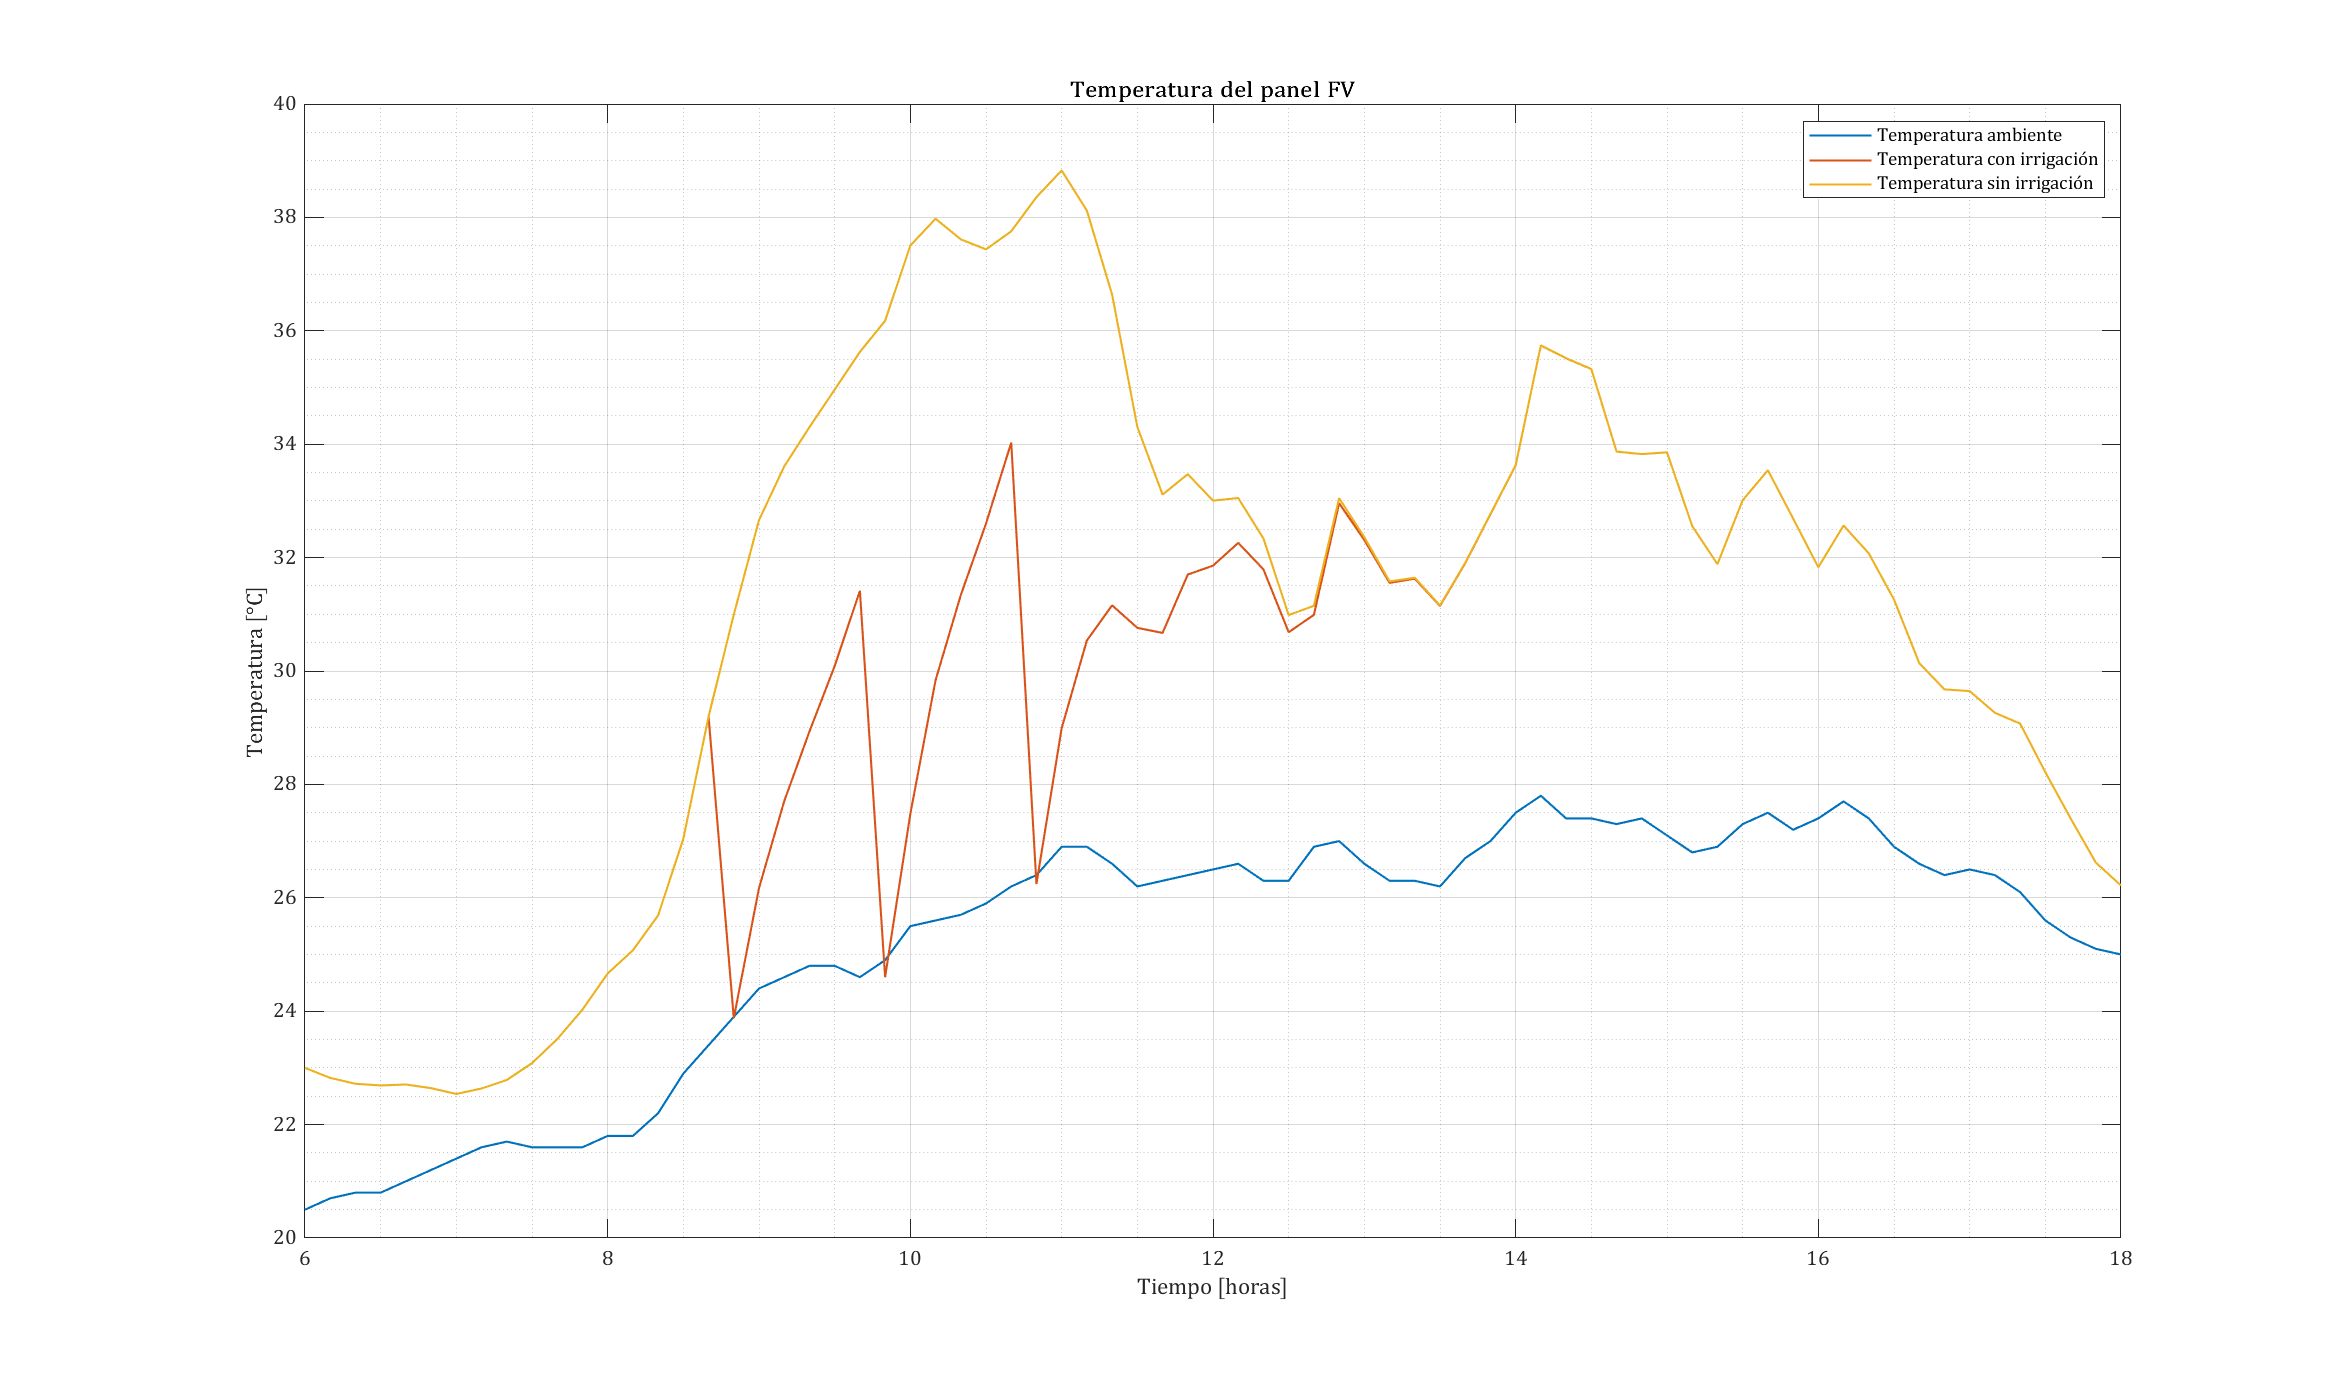 Temperatura del panel FV
Temperatura ambiente
Temperatura con irrigación
Temperatura sin irrigación
40
38
36
34
32
30
28
26
24
22
20
Temperatura [°C]
6 8 10 12 14 16 18
Tiempo [horas]